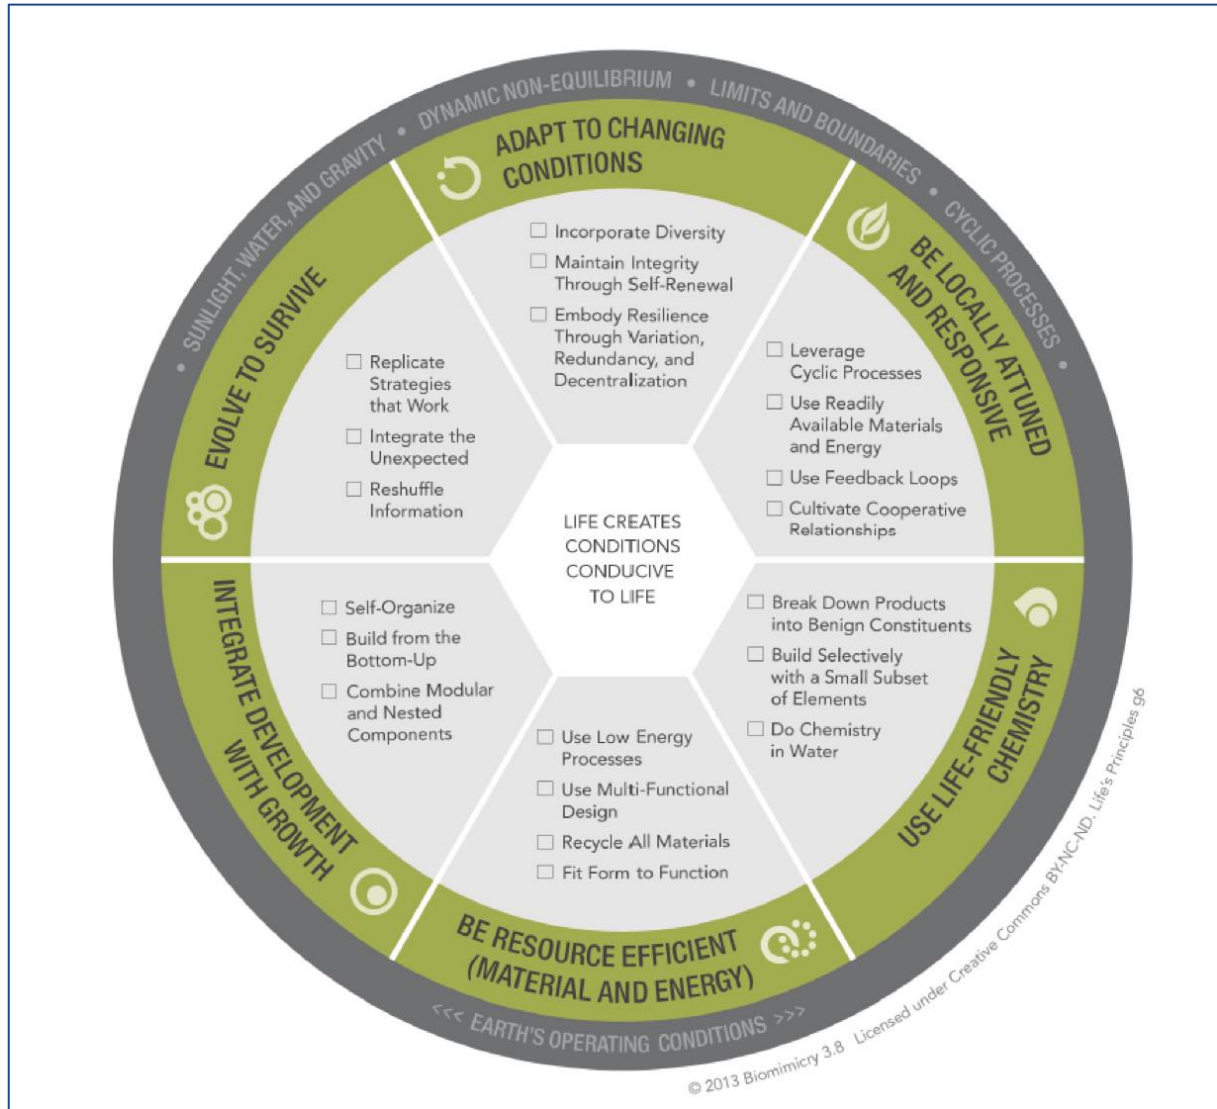 • SUNLIGHT, WATER, AND GRAVITY • DYNAMIC NON-EQUILIBRIUM • LIMITS AND BOUNDARIES • CYCLIC PROCESSES •
ADAPT TO CHANGING
CONDITIONS
☐ Incorporate Diversity
☐ Maintain Integrity
Through Self-Renewal
☐ Embody Resilience
Through Variation,
Redundancy, and
Decentralization
BE LOCALLY ATTUNED
AND RESPONSIVE
☐ Leverage
Cyclic Processes
☐ Use Readily
Available Materials
and Energy
☐ Use Feedback Loops
☐ Cultivate Cooperative
Relationships
USE LIFE-FRIENDLY
CHEMISTRY
☐ Break Down Products
into Benign Constituents
☐ Build Selectively
with a Small Subset
of Elements
☐ Do Chemistry
in Water
BE RESOURCE EFFICIENT
(MATERIAL AND ENERGY)
☐ Use Low Energy
Processes
☐ Use Multi-Functional
Design
☐ Recycle All Materials
☐ Fit Form to Function
INTEGRATE DEVELOPMENT
WITH GROWTH
☐ Self-Organize
☐ Build from the
Bottom-Up
☐ Combine Modular
and Nested
Components
EVOLVE TO SURVIVE
☐ Replicate
Strategies
that Work
☐ Integrate the
Unexpected
☐ Reshuffle
Information
LIFE CREATES
CONDITIONS
CONDUCIVE
TO LIFE
<<< EARTH'S OPERATING CONDITIONS >>>
© 2013 Biomimicry 3.8 Licensed under Creative Commons BY-NC-ND. Life's Principles g6